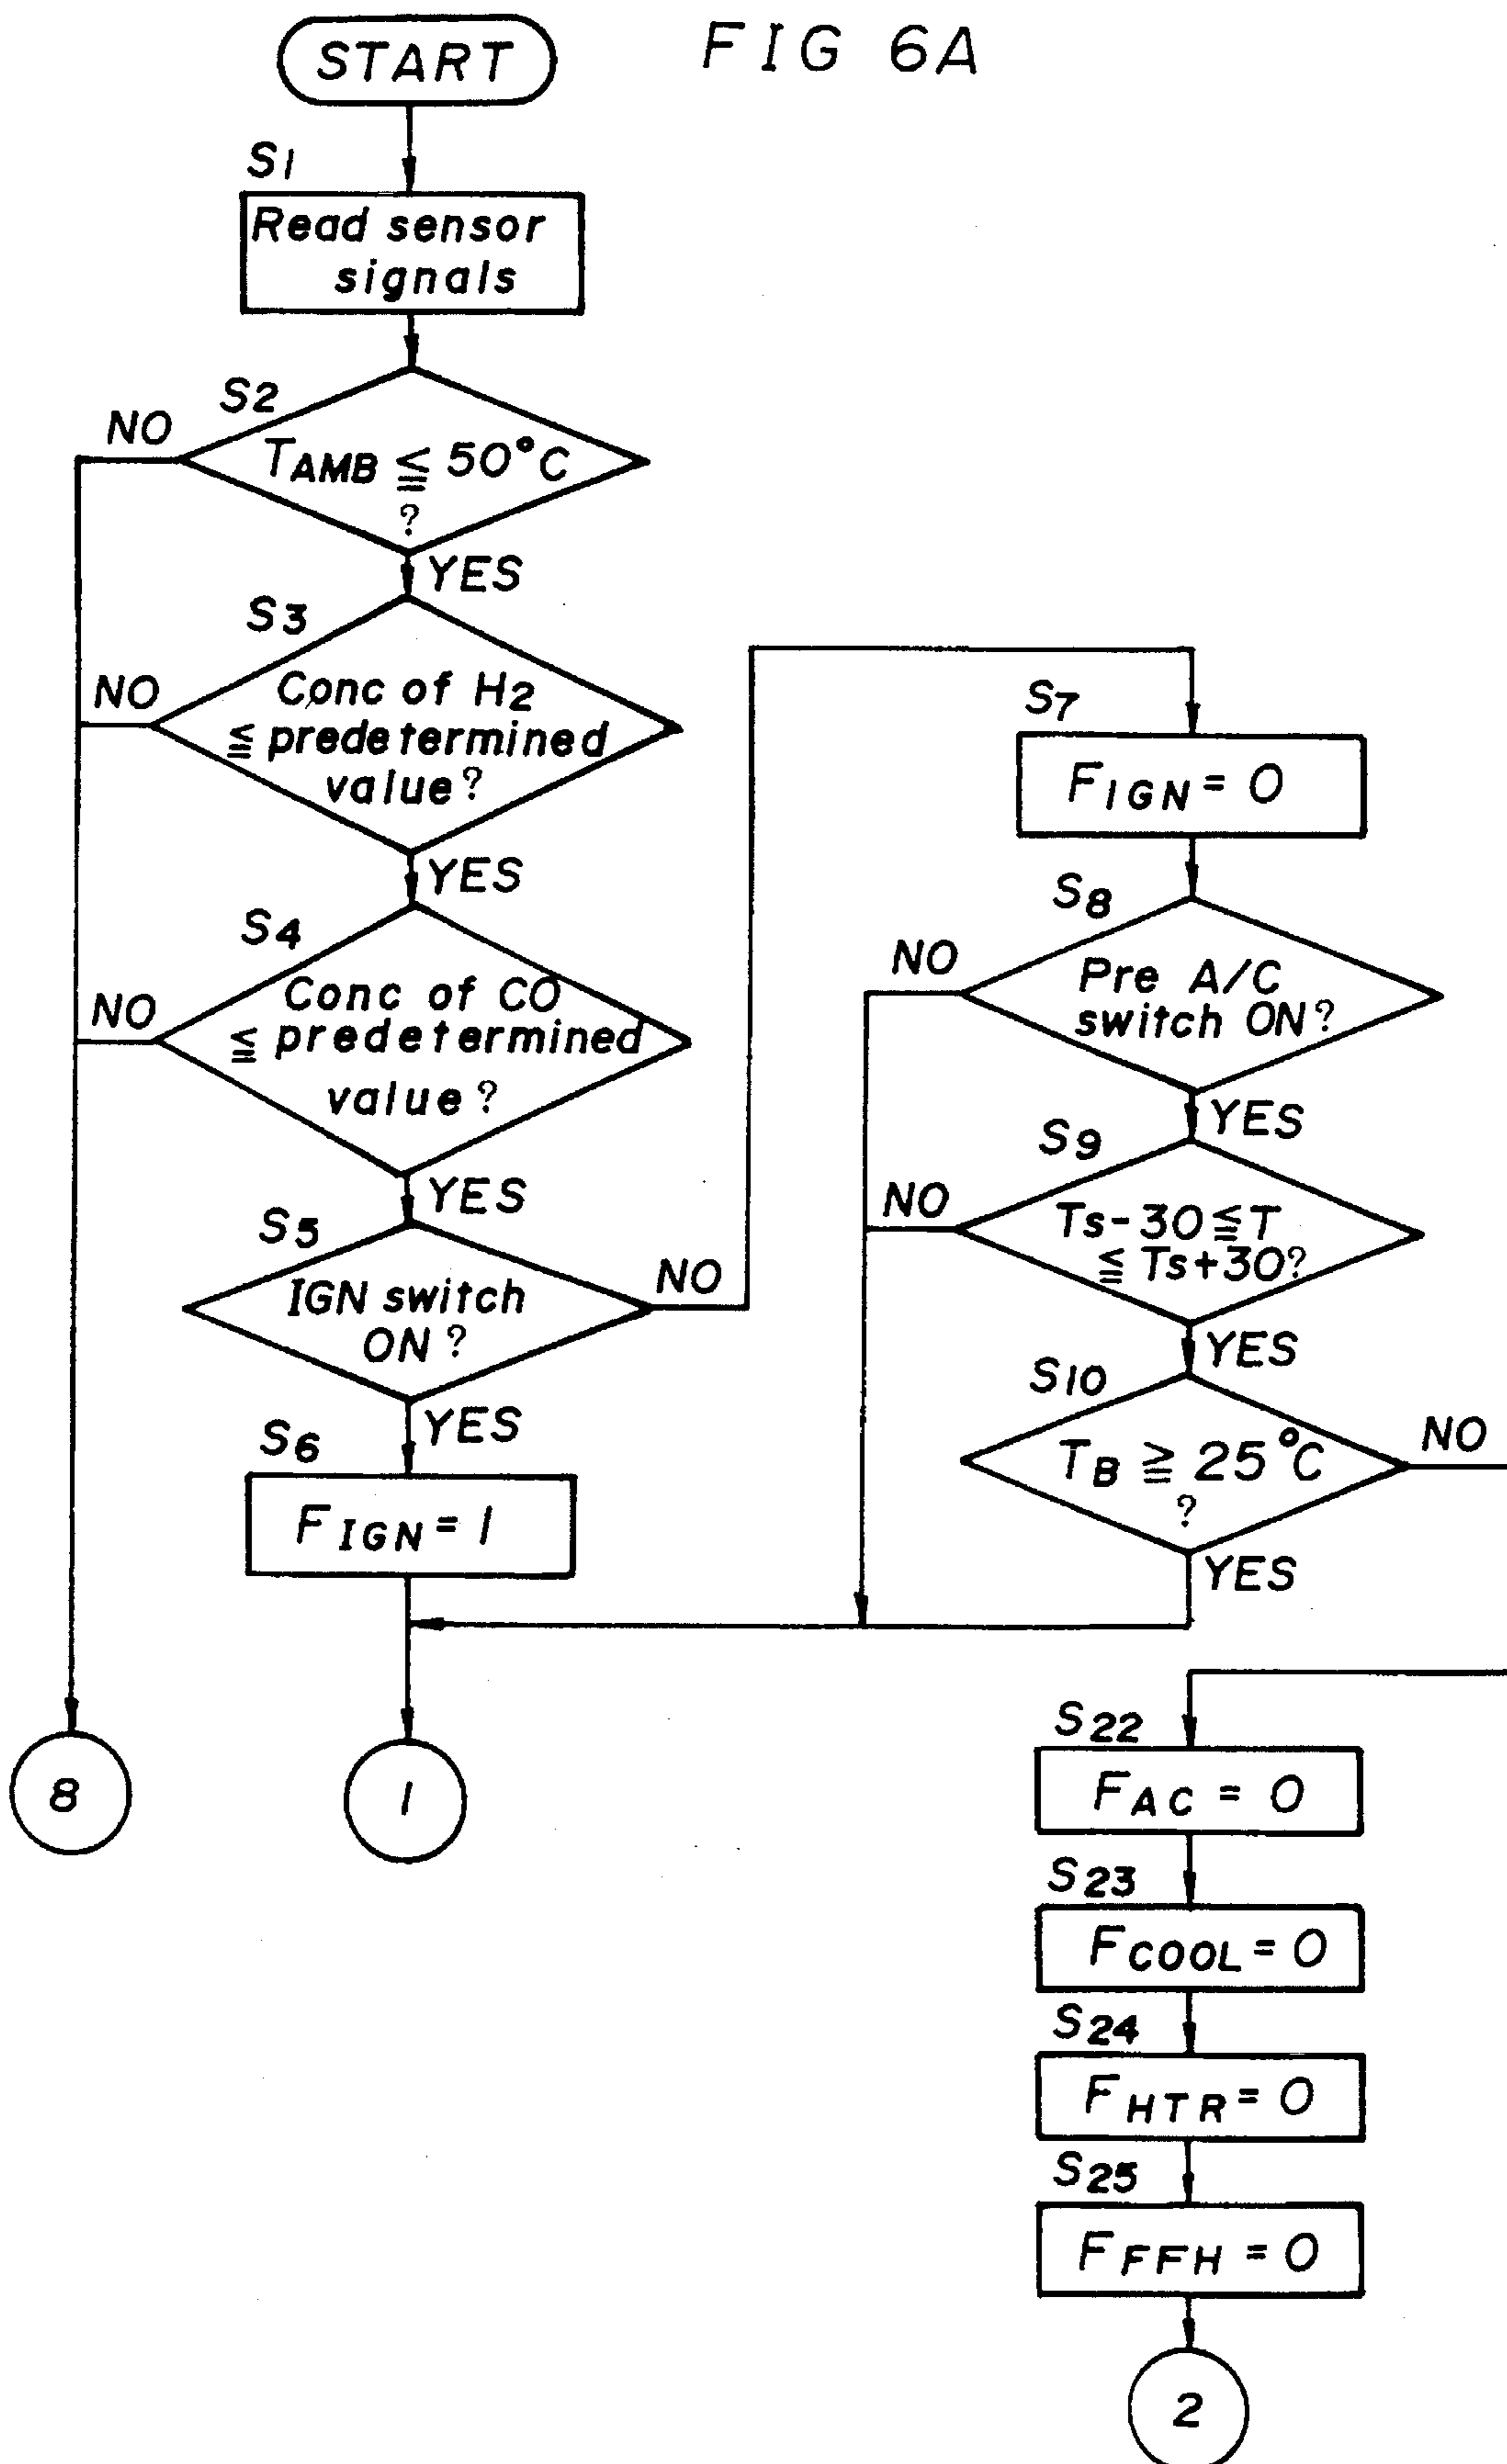 FIG 6A
START
S1
Read sensor
signals
S2
TAMB ≦ 50°C
?
NO
YES
S3
Conc of H2
≦ predetermined
value?
NO
YES
S4
Conc of CO
≦ predetermined
value?
NO
YES
S5
IGN switch
ON?
NO
YES
S6
FIGN = 1
8
1
S7
FIGN = 0
S8
Pre A/C
switch ON?
NO
YES
S9
Ts-30 ≦ T
≦ Ts+30?
NO
YES
S10
TB ≧ 25°C
?
NO
YES
S22
FAC = 0
S23
FCOOL = 0
S24
FHTR = 0
S25
FFFH = 0
2